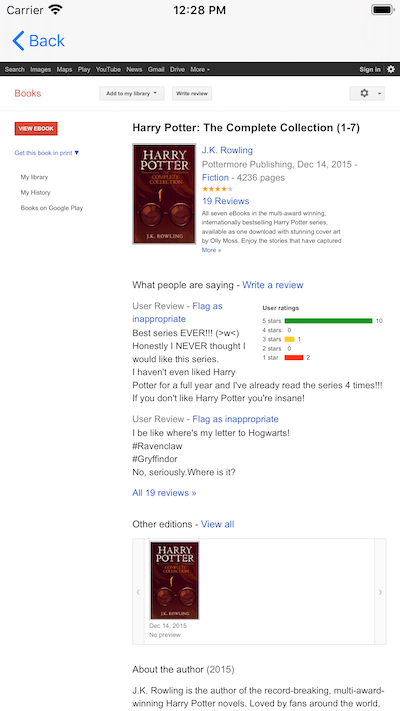 Carrier 12:28 PM
Back
Search Images Maps Play YouTube News Gmail Drive More Sign in
Books Add to my library Write review
VIEW EBOOK
Get this book in print ▼
My library
My History
Books on Google Play
Harry Potter: The Complete Collection (1-7)
HARRY POTTER
THE COMPLETE COLLECTION
J.K. ROWLING
J.K. Rowling
Pottermore Publishing, Dec 14, 2015 -
Fiction - 4236 pages
19 Reviews
All seven eBooks in the multi-award winning,
internationally bestselling Harry Potter series,
available as one download with stunning cover art
by Olly Moss. Enjoy the stories that have captured
More »
What people are saying - Write a review
User Review - Flag as
inappropriate
Best series EVER!!! (>w<)
Honestly I NEVER thought I
would like this series.
I haven't even liked Harry
Potter for a full year and I've already read the series 4 times!!!
If you don't like Harry Potter you're insane!
User ratings
5 stars 10
4 stars 0
3 stars 1
2 stars 0
1 star 2
User Review - Flag as inappropriate
I be like where's my letter to Hogwarts!
#Ravenclaw
#Gryffindor
No, seriously.Where is it?
All 19 reviews »
Other editions - View all
HARRY POTTER
THE COMPLETE COLLECTION
J.K. ROWLING
Dec 14, 2015
No preview
About the author (2015)
J.K. Rowling is the author of the record-breaking, multi-award-
winning Harry Potter novels. Loved by fans around the world,